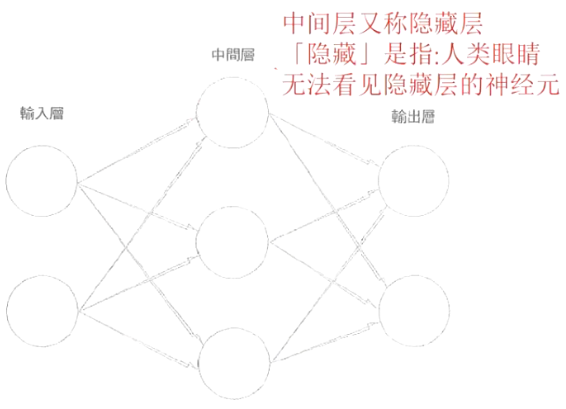 中间层又称隐藏层
「隐藏」是指:人类眼睛
无法看见隐藏层的神经元
中間層
輸入層
輸出層